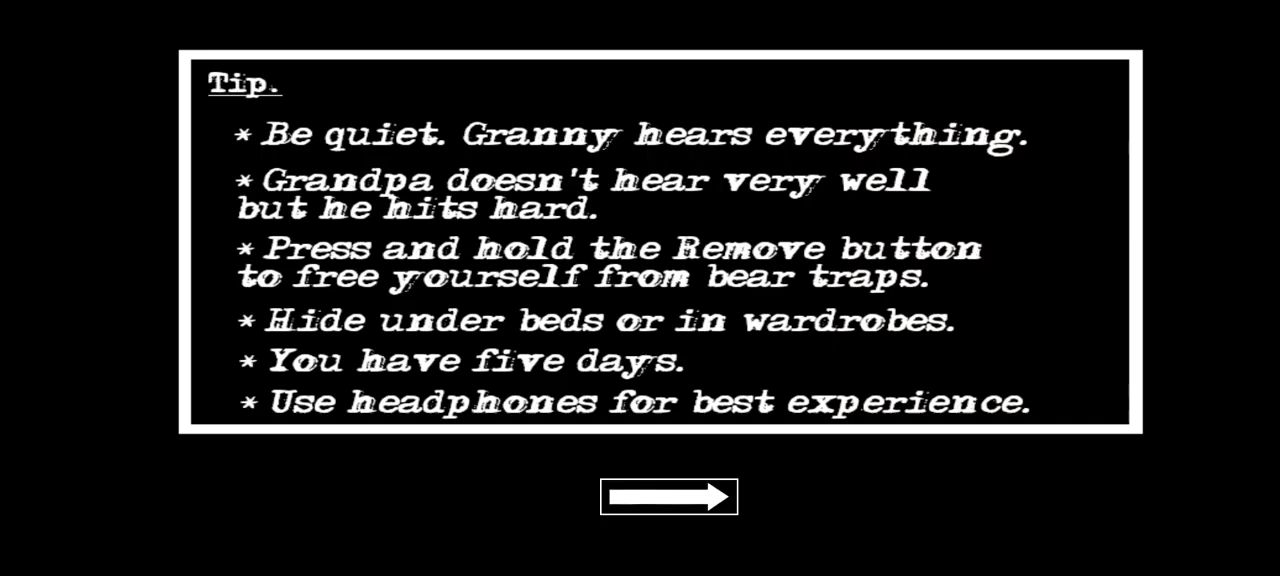 Tip.
* Be quiet. Granny hears everything.
* Grandpa doesn't hear very well
but he hits hard.
* Press and hold the Remove button
to free yourself from bear traps.
* Hide under beds or in wardrobes.
* You have five days.
* Use headphones for best experience.